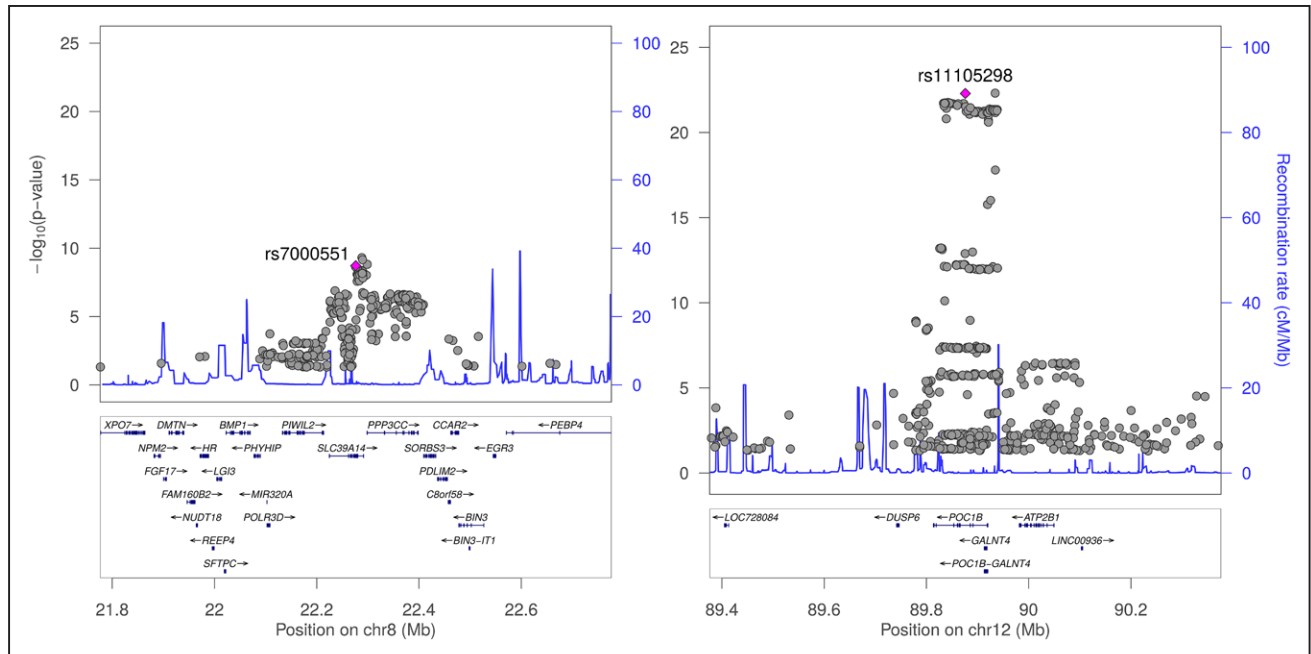 rs7000551
rs11105298
−log10(p−value)
Recombination rate (cM/Mb)
25
20
15
10
5
0
100
80
60
40
20
0
25
20
15
10
5
0
100
80
60
40
20
0
XPO7→ DMTN→ BMP1→ PIWIL2→ PPP3CC→ CCAR2→ ←PEBP4
NPM2→ ←HR ←PHYHIP SLC39A14→ SORBS3→ ←EGR3
FGF17→ ←LGI3 PDLIM2→
FAM160B2→ ←MIR320A C8orf58→
←NUDT18 POLR3D→ ←BIN3
←REEP4 ←BIN3−IT1
SFTPC→
←LOC728084 ←DUSP6 ←POC1B ←ATP2B1
←GALNT4 LINC00936→
←POC1B−GALNT4
21.8 22 22.2 22.4 22.6
Position on chr8 (Mb)
89.4 89.6 89.8 90 90.2
Position on chr12 (Mb)